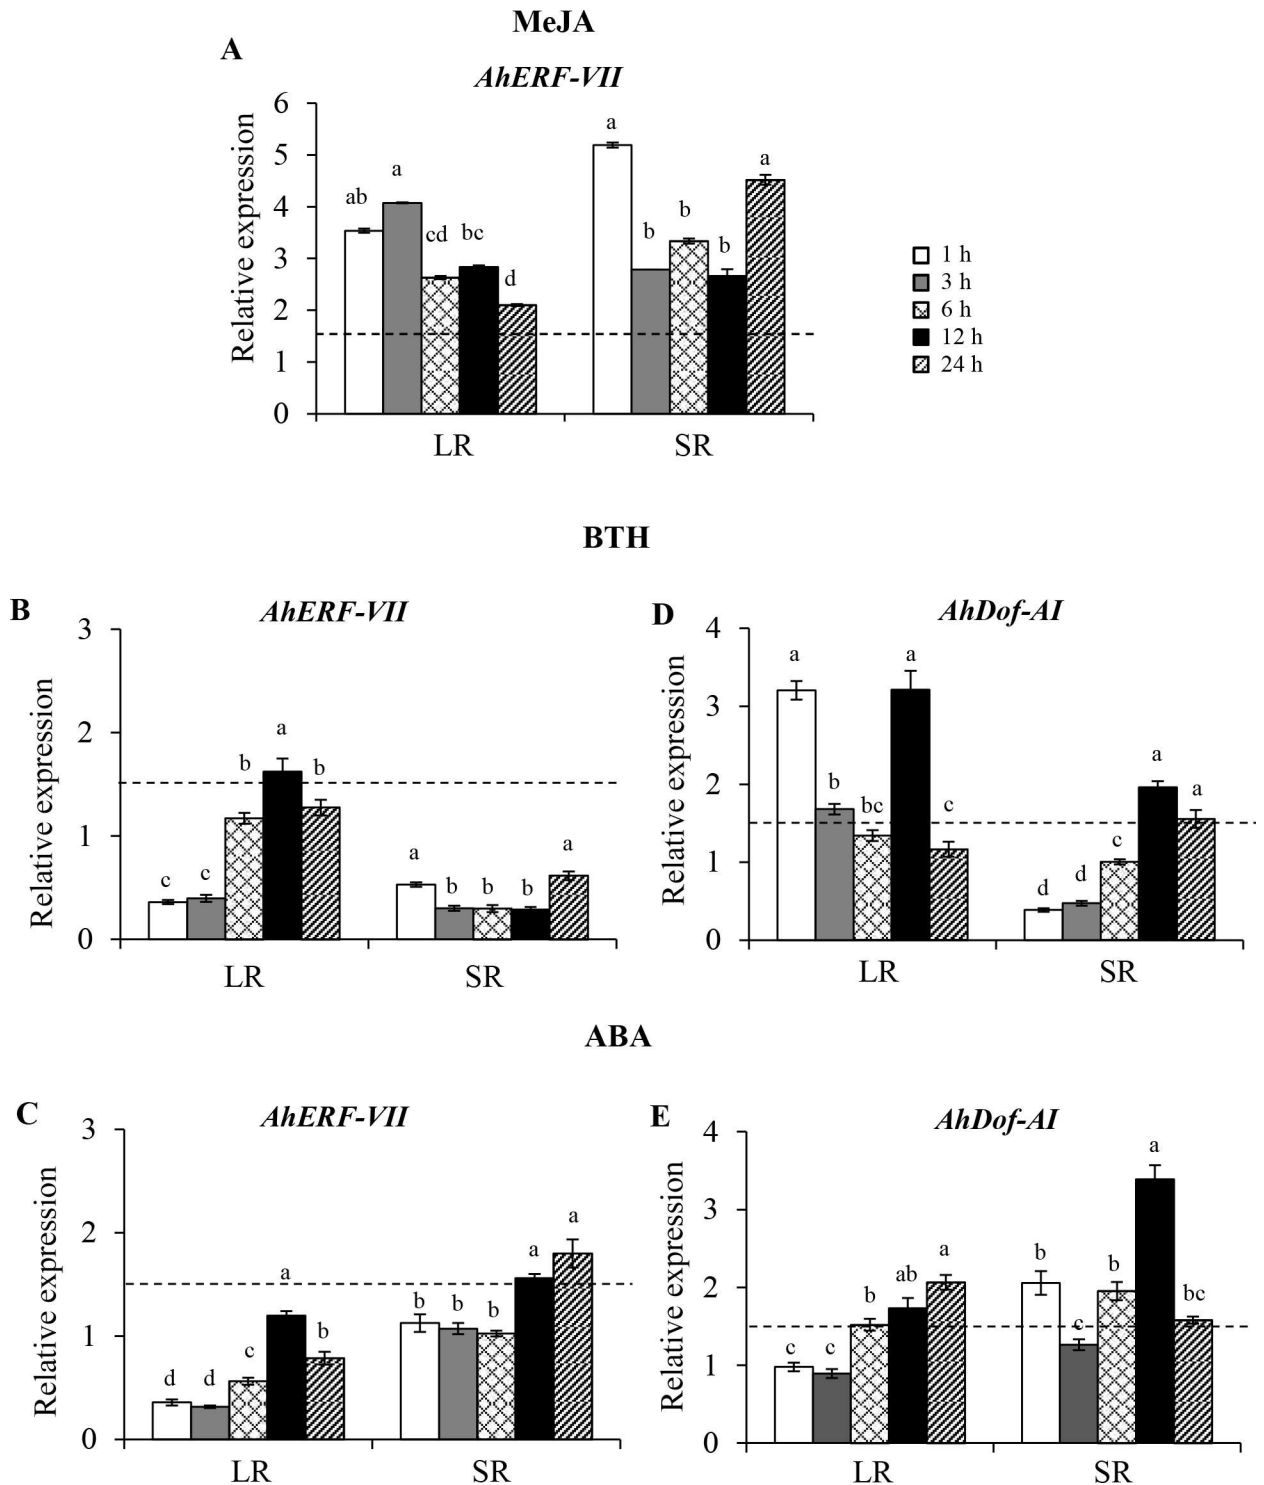 MeJA
A
AhERF-VII
Relative expression
6
5
4
3
2
1
0
ab
a
cd
bc
d
a
b
b
b
a
LR
SR
1 h
3 h
6 h
12 h
24 h
BTH
B
AhERF-VII
Relative expression
3
2
1
0
c
c
b
a
b
a
b
b
b
a
LR
SR
D
AhDof-AI
Relative expression
4
3
2
1
0
a
b
bc
a
c
d
d
c
a
a
LR
SR
ABA
C
AhERF-VII
Relative expression
3
2
1
0
d
d
c
a
b
b
b
b
a
a
LR
SR
E
AhDof-AI
Relative expression
4
3
2
1
0
c
c
b
ab
a
b
c
b
a
bc
LR
SR